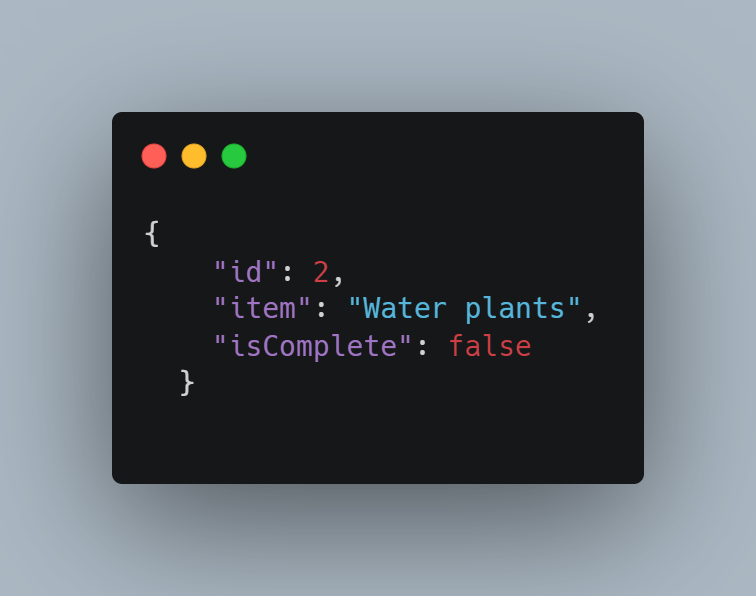 {
    "id": 2,
    "item": "Water plants",
    "isComplete": false
  }